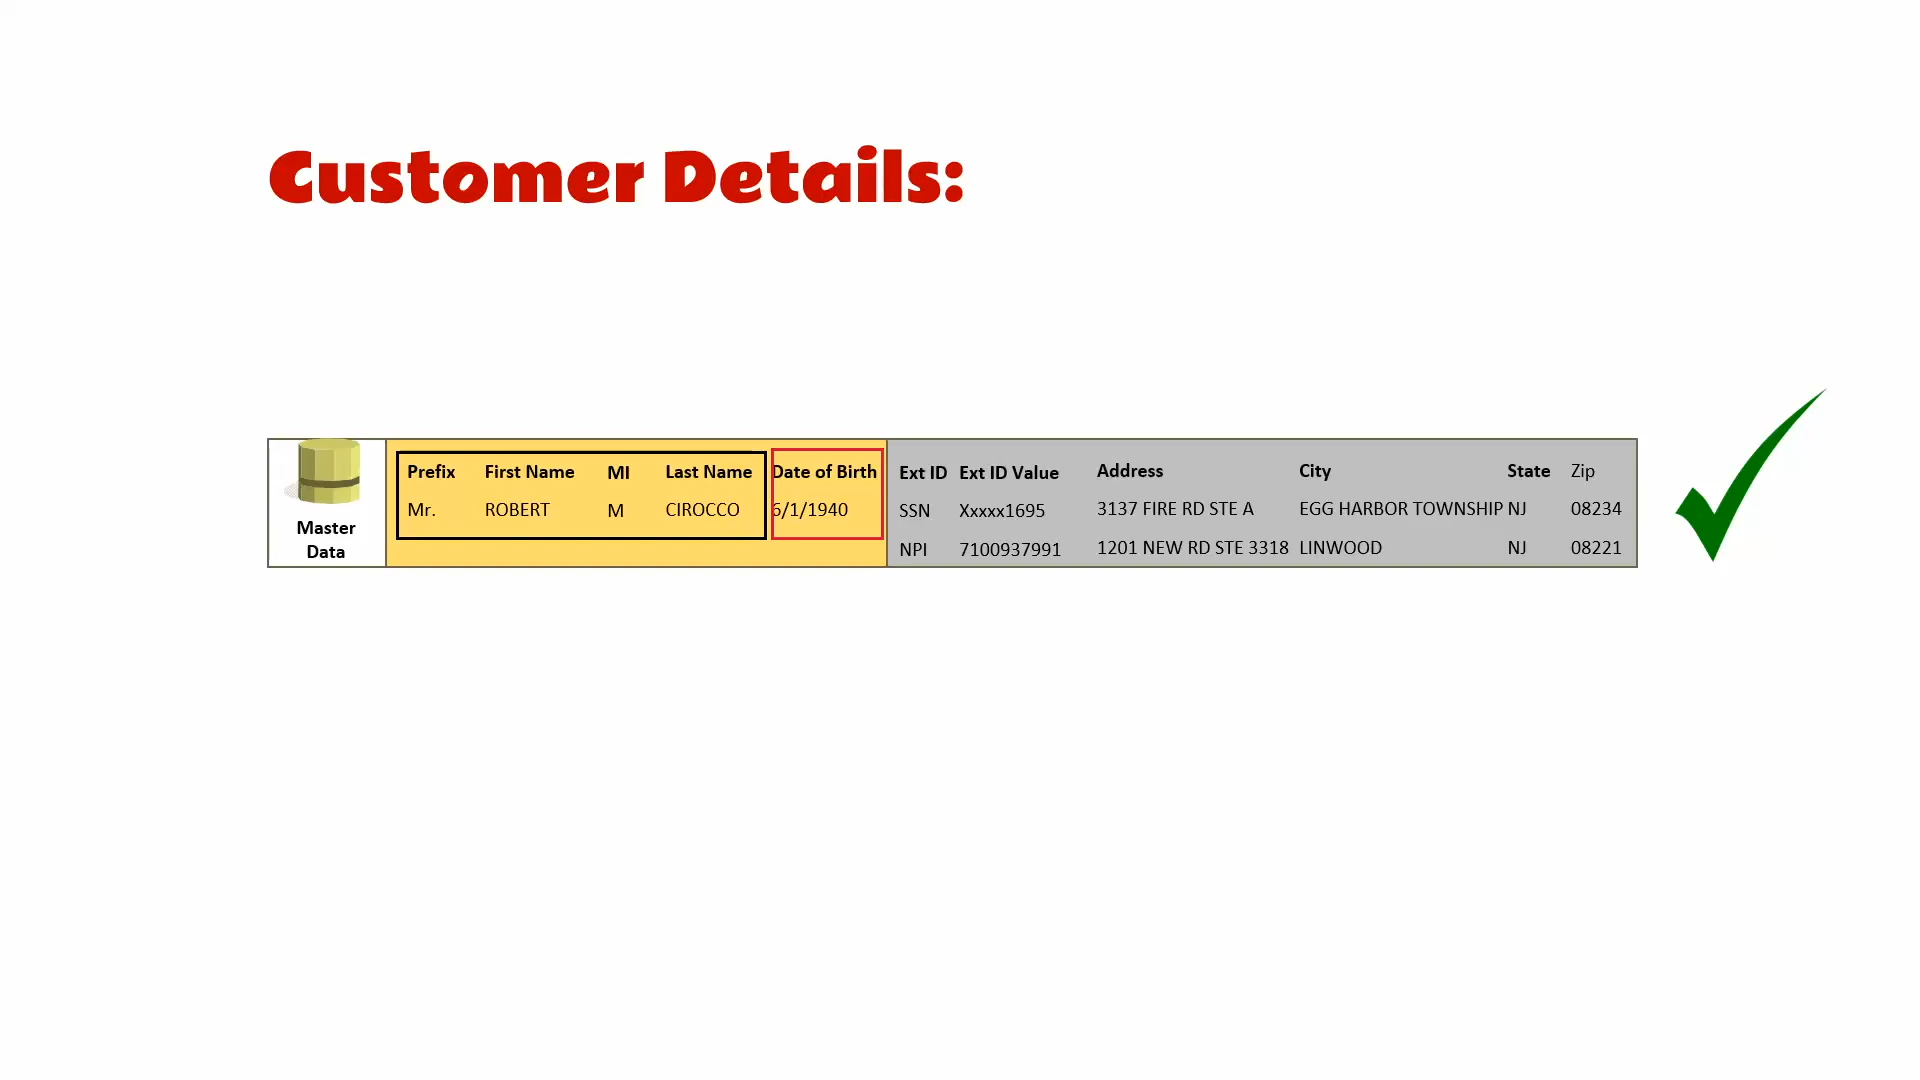 Customer Details:
Master
Data
Prefix First Name MI Last Name Date of Birth Ext ID Ext ID Value Address City State Zip
Mr. ROBERT M CIROCCO 6/1/1940 SSN Xxxxx1695 3137 FIRE RD STE A EGG HARBOR TOWNSHIP NJ 08234
NPI 7100937991 1201 NEW RD STE 3318 LINWOOD NJ 08221